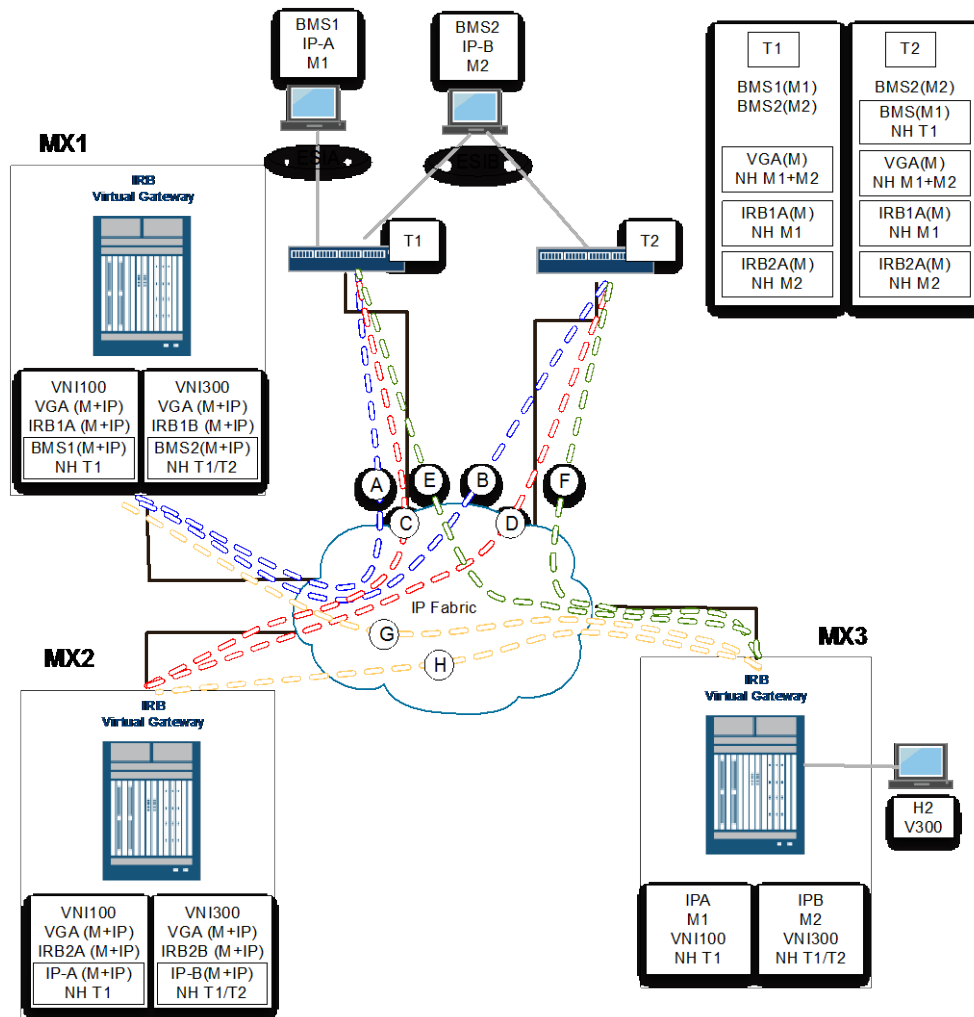 BMS1
IP-A
M1
BMS2
IP-B
M2
ESIA
ESIB
T1
T2
T1
BMS1(M1)
BMS2(M2)
VGA(M)
NH M1+M2
IRB1A(M)
NH M1
IRB2A(M)
NH M2
T2
BMS2(M2)
BMS(M1)
NH T1
VGA(M)
NH M1+M2
IRB1A(M)
NH M1
IRB2A(M)
NH M2
MX1
IRB
Virtual Gateway
VNI100
VGA (M+IP)
IRB1A (M+IP)
BMS1(M+IP)
NH T1
VNI300
VGA (M+IP)
IRB1B (M+IP)
BMS2(M+IP)
NH T1/T2
A
E
B
F
C
D
IP Fabric
G
H
MX2
IRB
Virtual Gateway
VNI100
VGA (M+IP)
IRB2A (M+IP)
IP-A (M+IP)
NH T1
VNI300
VGA (M+IP)
IRB2B (M+IP)
IP-B(M+IP)
NH T1/T2
MX3
IRB
Virtual Gateway
H2
V300
IPA
M1
VNI100
NH T1
IPB
M2
VNI300
NH T1/T2